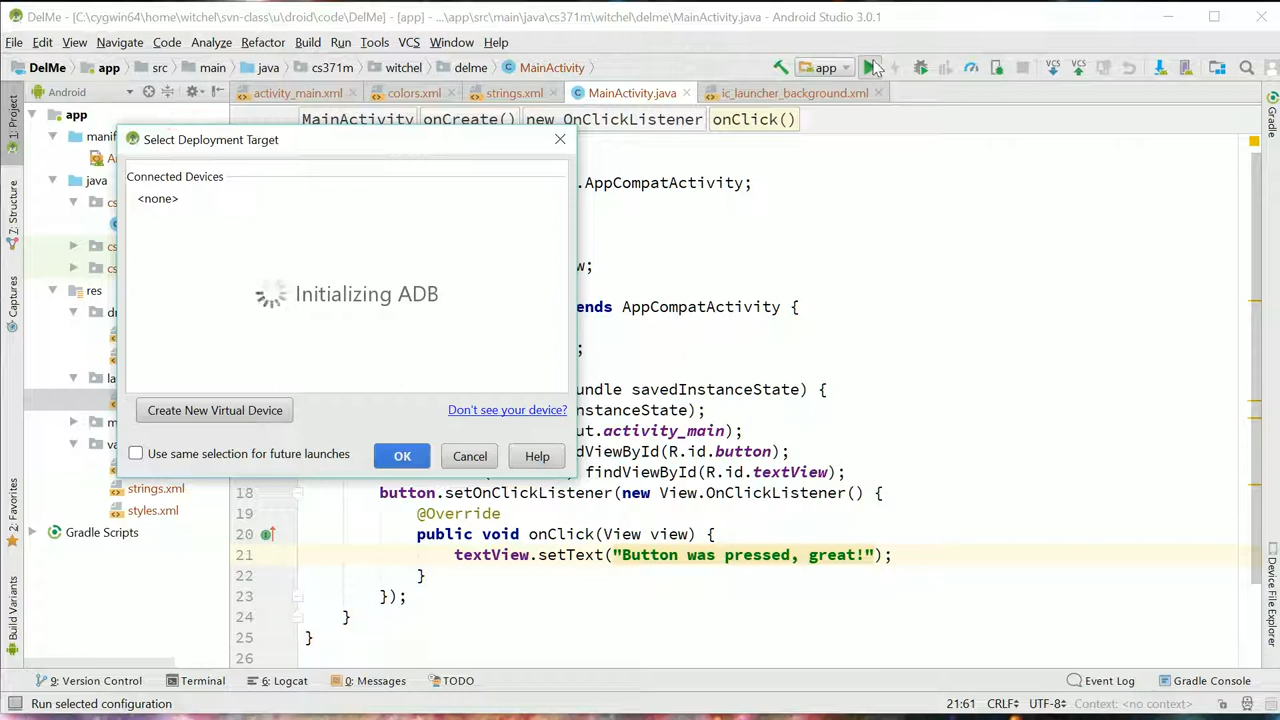 DelMe - [C:\cygwin64\home\witchel\svn-class\u\droid\code\DelMe] - [app] - ...\app\src\main\java\cs371m\witchel\delme\MainActivity.java - Android Studio 3.0.1
File Edit View Navigate Code Analyze Refactor Build Run Tools VCS Window Help
DelMe app src main java cs371m witchel delme MainActivity app VCS VCS
Android activity_main.xml colors.xml strings.xml MainActivity.java ic_launcher_background.xml
MainActivity onCreate() new OnClickListener onClick()
1: Project
Z: Structure
Captures
2: Favorites
Build Variants
Gradle
Device File Explorer
app
manif
java
res
strings.xml
styles.xml
Gradle Scripts
Select Deployment Target
Connected Devices
<none>
Initializing ADB
Create New Virtual Device Don't see your device?
Use same selection for future launches OK Cancel Help
.AppCompatActivity;
w;
ends AppCompatActivity {
;
undle savedInstanceState) {
nstanceState);
ut.activity_main);
dViewById(R.id.button);
findViewById(R.id.textView);
18 button.setOnClickListener(new View.OnClickListener() {
19 @Override
20 public void onClick(View view) {
21 textView.setText("Button was pressed, great!");
22 }
23 });
24 }
25 }
26
9: Version Control Terminal 6: Logcat 0: Messages TODO Event Log Gradle Console
Run selected configuration 21:61 CRLF UTF-8 Context: <no context>